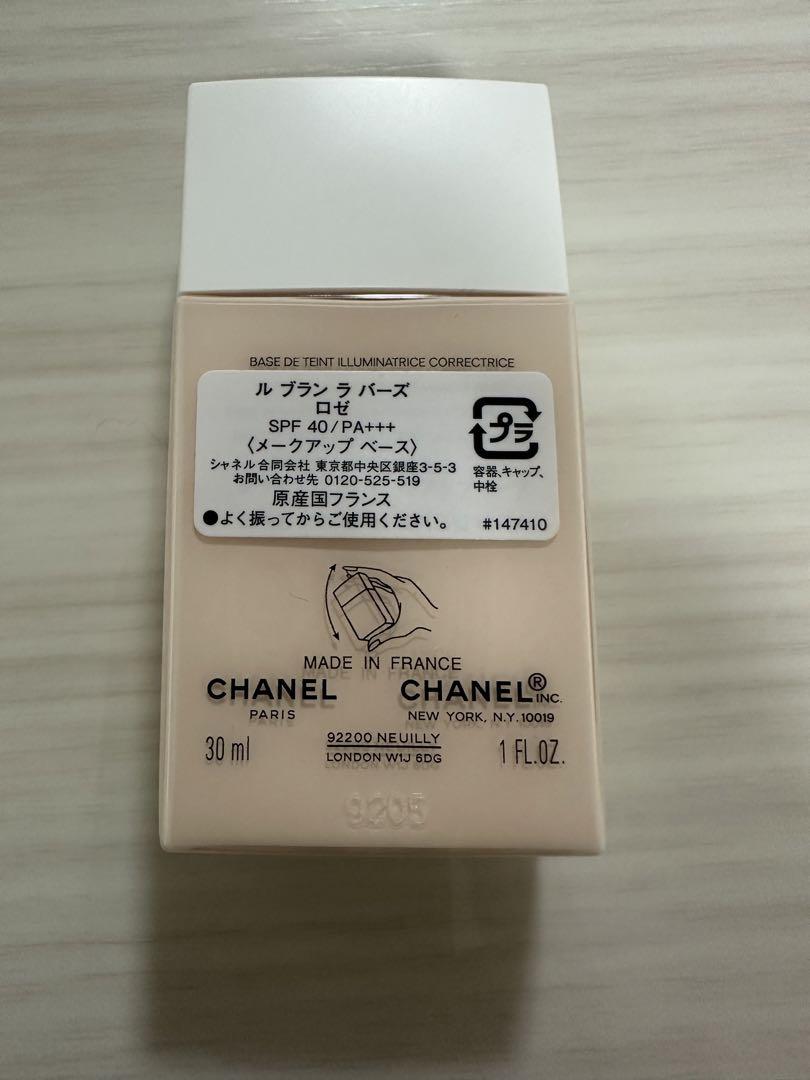 BASE DE TEINT ILLUMINATRICE CORRECTRICE
ル ブラン ラ バーズ
ロゼ
SPF 40/PA+++
〈メークアップ ベース〉
シャネル合同会社 東京都中央区銀座3-5-3
お問い合わせ先 0120-525-519
原産国フランス
●よく振ってからご使用ください。
プラ
容器、キャップ、
中栓
#147410
MADE IN FRANCE
CHANEL
PARIS
CHANEL® INC.
NEW YORK, N.Y. 10019
30 ml
92200 NEUILLY
LONDON W1J 6DG
1 FL.OZ.
9205